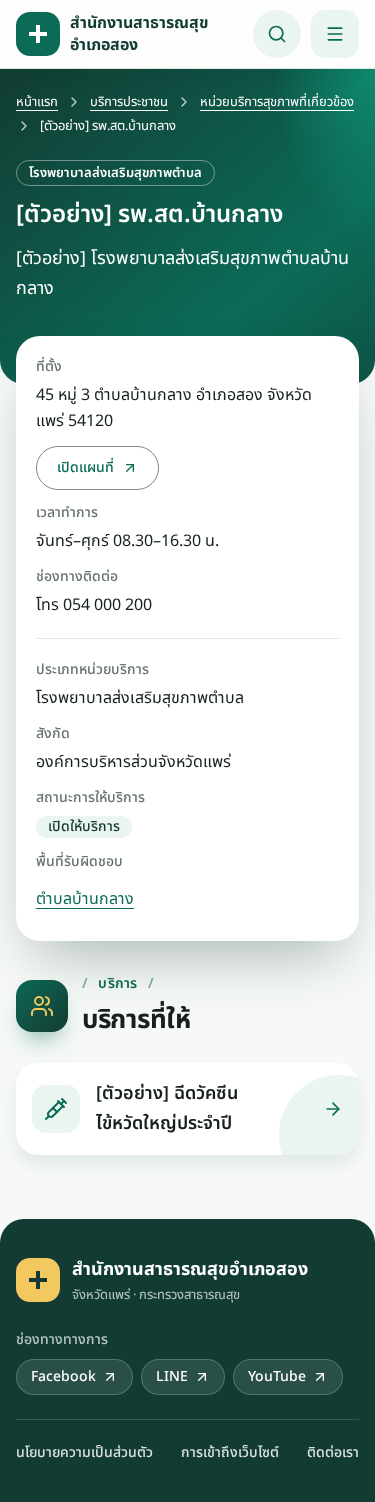 สำนักงานสาธารณสุข
อำเภอสอง
หน้าแรก
บริการประชาชน
หน่วยบริการสุขภาพที่เกี่ยวข้อง
[ตัวอย่าง] รพ.สต.บ้านกลาง
โรงพยาบาลส่งเสริมสุขภาพตำบล
[ตัวอย่าง] รพ.สต.บ้านกลาง
[ตัวอย่าง] โรงพยาบาลส่งเสริมสุขภาพตำบลบ้าน
กลาง
ที่ตั้ง
45 หมู่ 3 ตำบลบ้านกลาง อำเภอสอง จังหวัด
แพร่ 54120
เปิดแผนที่
เวลาทำการ
จันทร์–ศุกร์ 08.30–16.30 น.
ช่องทางติดต่อ
โทร 054 000 200
ประเภทหน่วยบริการ
โรงพยาบาลส่งเสริมสุขภาพตำบล
สังกัด
องค์การบริหารส่วนจังหวัดแพร่
สถานะการให้บริการ
เปิดให้บริการ
พื้นที่รับผิดชอบ
ตำบลบ้านกลาง
/ บริการ /
บริการที่ให้
[ตัวอย่าง] ฉีดวัคซีน
ไข้หวัดใหญ่ประจำปี
สำนักงานสาธารณสุขอำเภอสอง
จังหวัดแพร่ · กระทรวงสาธารณสุข
ช่องทางทางการ
Facebook
LINE
YouTube
นโยบายความเป็นส่วนตัว
การเข้าถึงเว็บไซต์
ติดต่อเรา